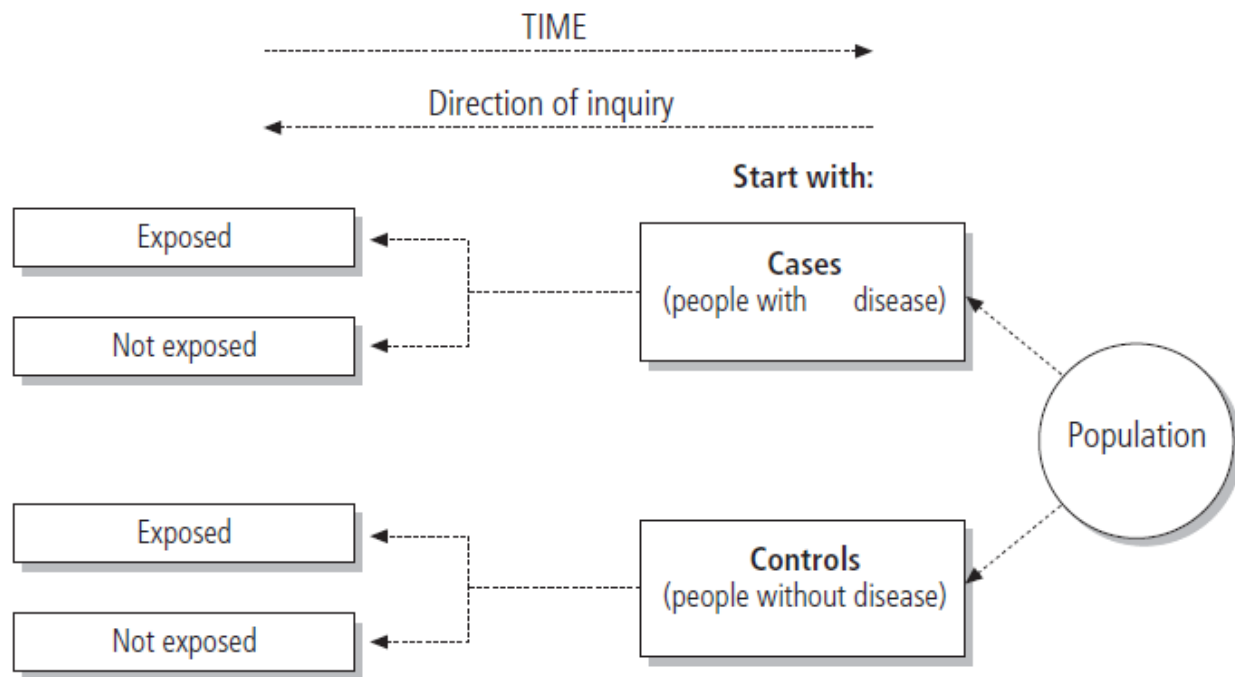 TIME
Direction of inquiry
Start with:
Exposed
Cases
(people with disease)
Not exposed
Population
Exposed
Controls
(people without disease)
Not exposed